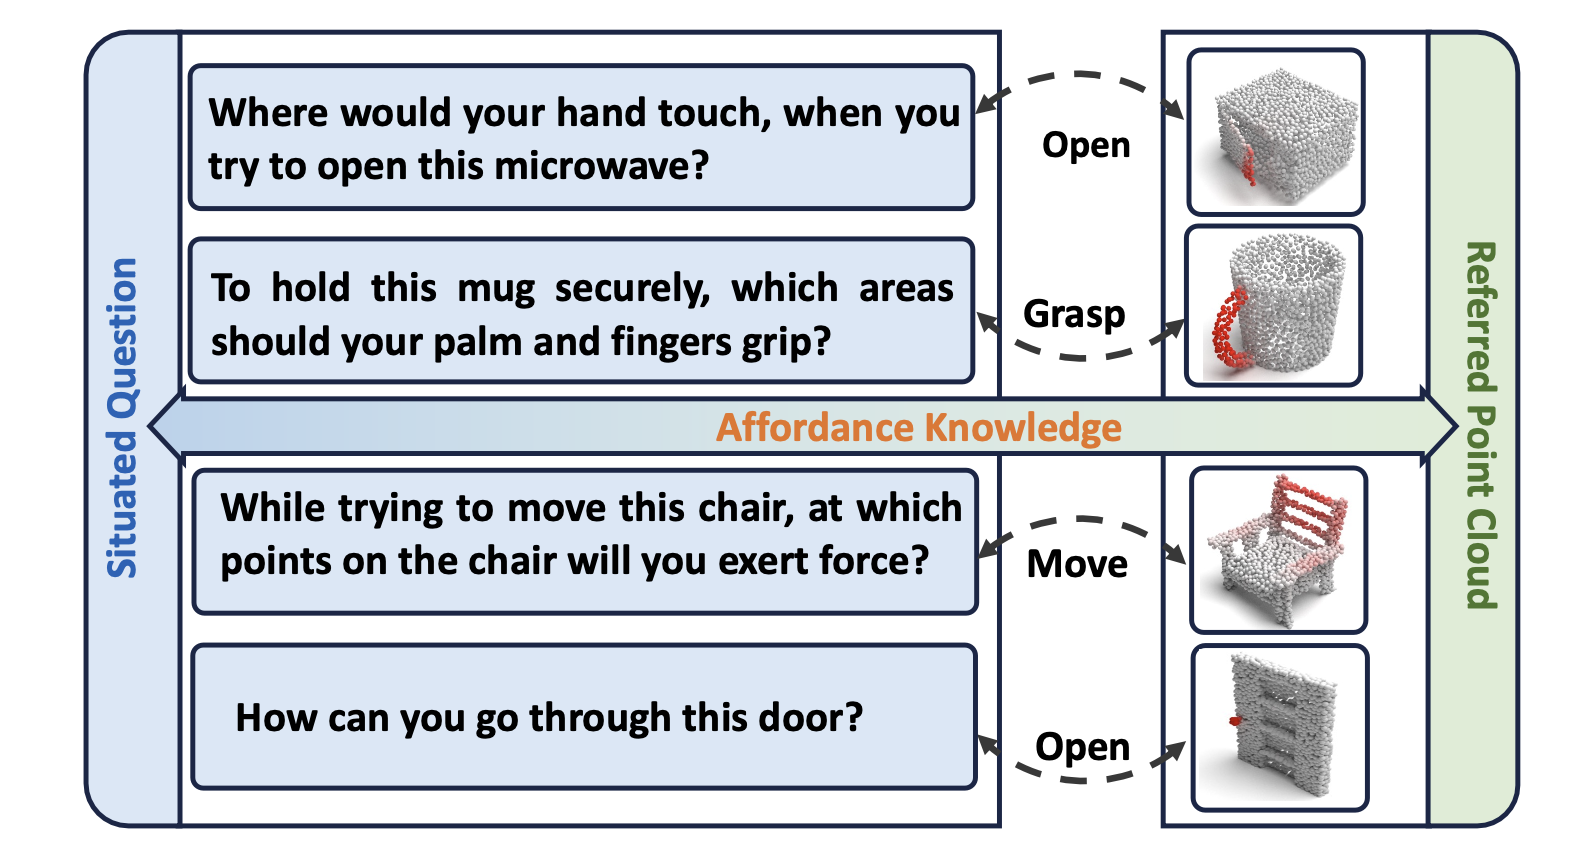 Situated Question
Where would your hand touch, when you
try to open this microwave?
Open
To hold this mug securely, which areas
should your palm and fingers grip?
Grasp
Affordance Knowledge
While trying to move this chair, at which
points on the chair will you exert force?
Move
How can you go through this door?
Open
Referred Point Cloud